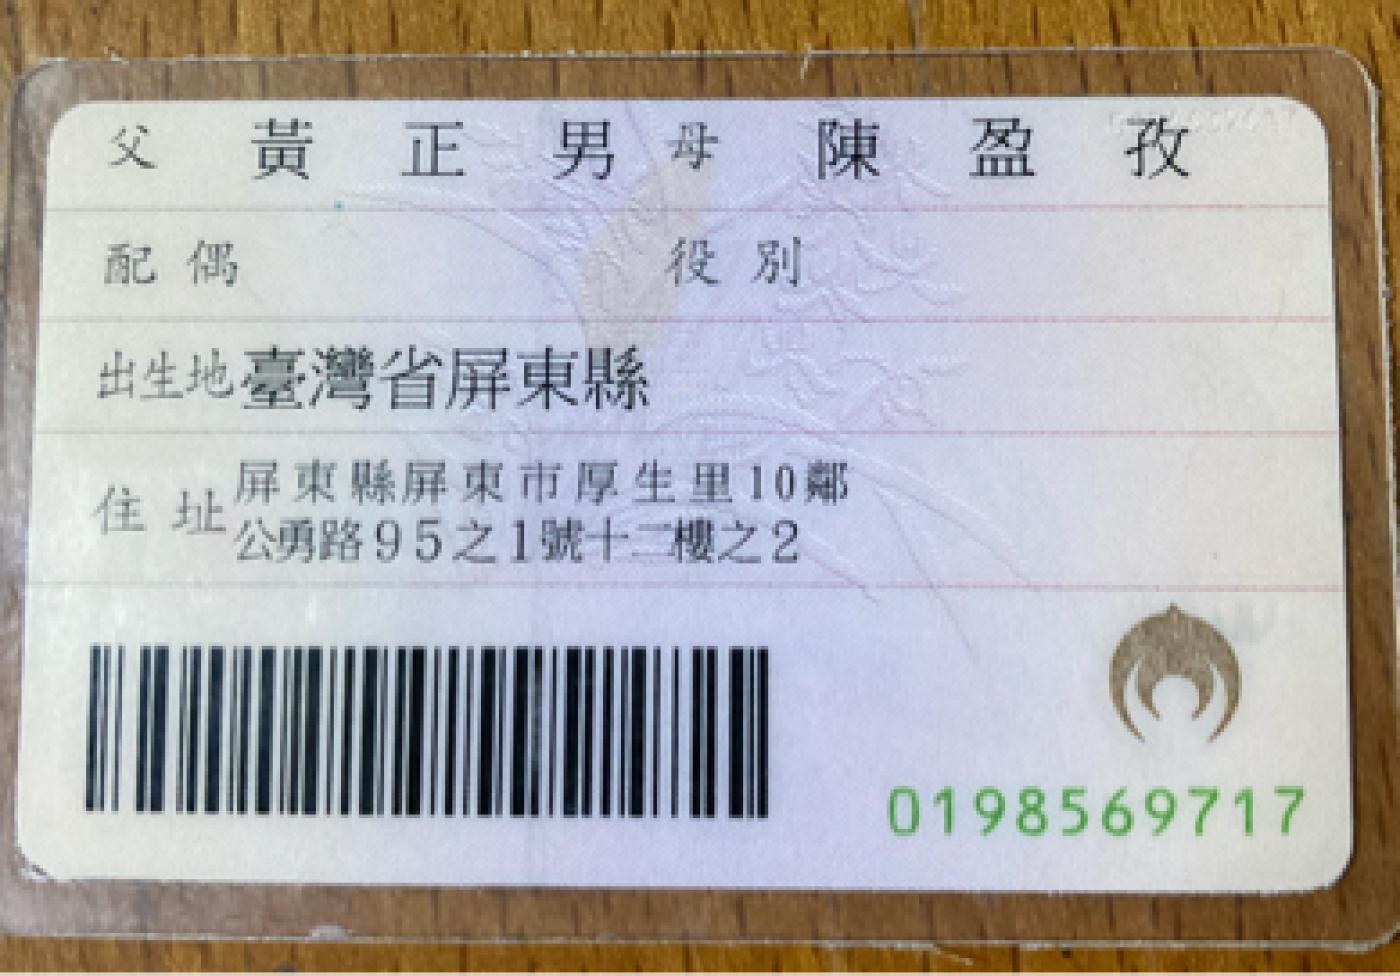 父 黃正男 母 陳盈孜
配偶 役別
出生地 臺灣省屏東縣
住址 屏東縣屏東市厚生里10鄰
公勇路95之1號十二樓之2
0198569717